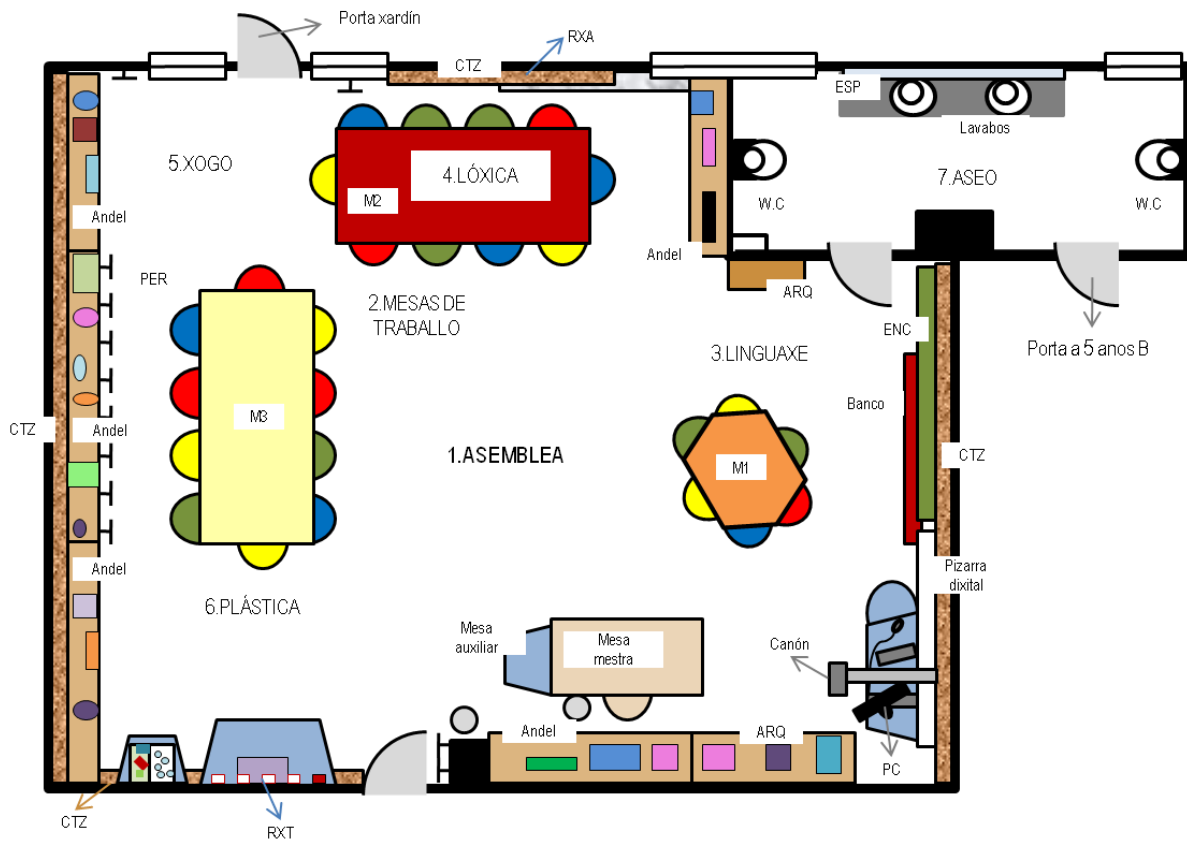 Porta xardín
RXA
CTZ
ESP
Lavabos
5.XOGO
4.LÓXICA
7.ASEO
M2
W.C
W.C
Andel
Andel
PER
ARQ
2.MESAS DE
TRABALLO
ENC
3.LINGUAXE
Porta a 5 anos B
Banco
M3
CTZ
Andel
1.ASEMBLEA
CTZ
M1
Andel
Pizarra
dixital
6.PLÁSTICA
Mesa
auxiliar
Mesa
mestra
Canón
Andel
ARQ
PC
CTZ
RXT